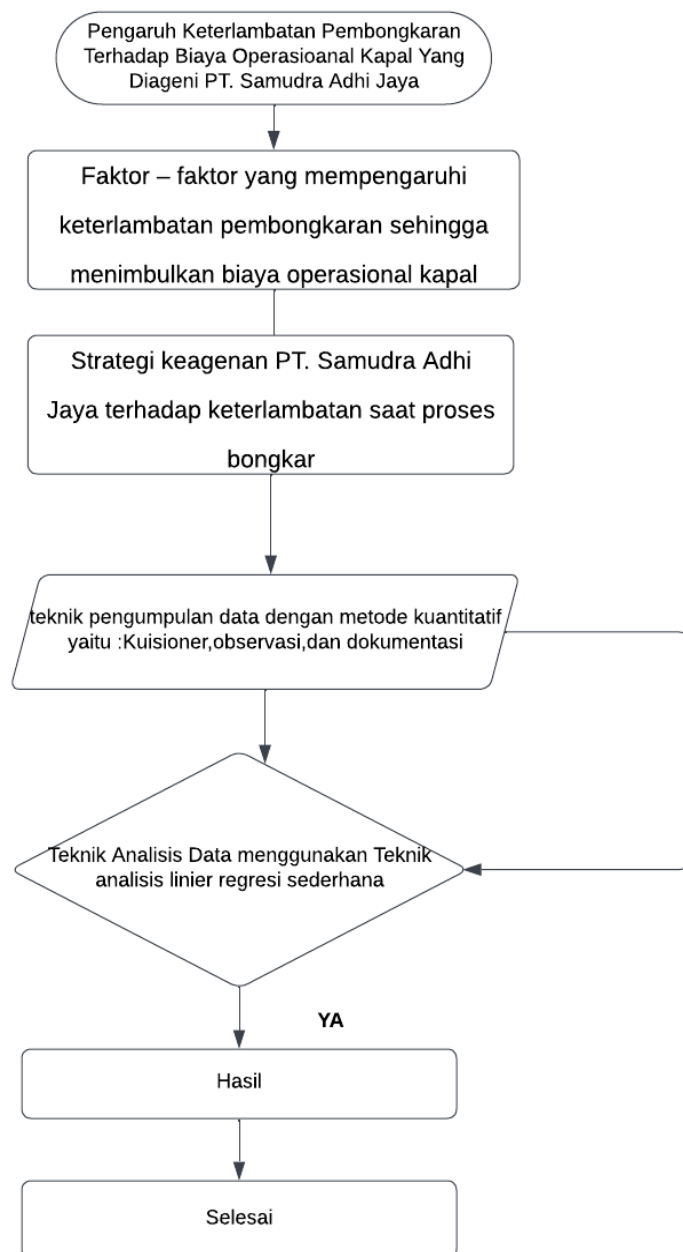 Pengaruh Keterlambatan Pembongkaran
Terhadap Biaya Operasioanal Kapal Yang
Diageni PT. Samudra Adhi Jaya
Faktor – faktor yang mempengaruhi
keterlambatan pembongkaran sehingga
menimbulkan biaya operasional kapal
Strategi keagenan PT. Samudra Adhi
Jaya terhadap keterlambatan saat proses
bongkar
teknik pengumpulan data dengan metode kuantitatif
yaitu :Kuisioner,observasi,dan dokumentasi
Teknik Analisis Data menggunakan Teknik
analisis linier regresi sederhana
YA
Hasil
Selesai